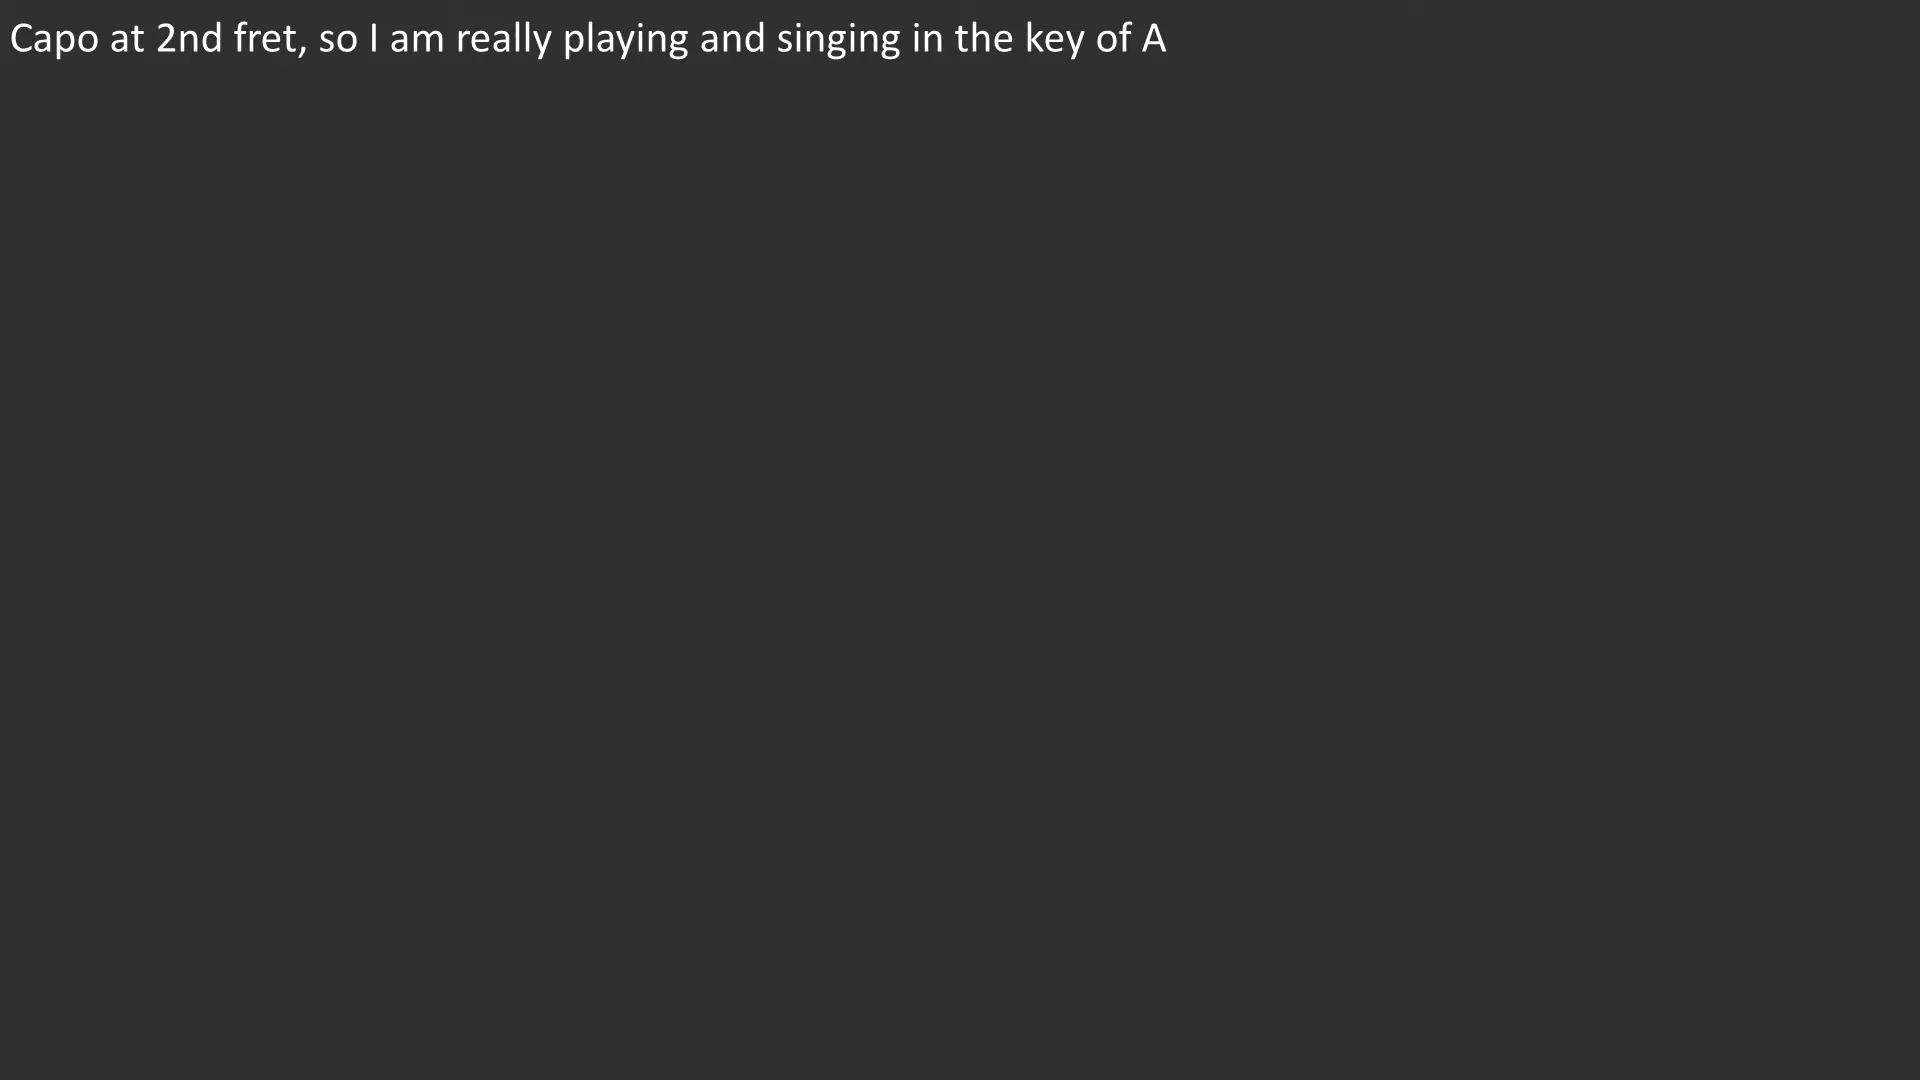 Capo at 2nd fret, so I am really playing and singing in the key of A